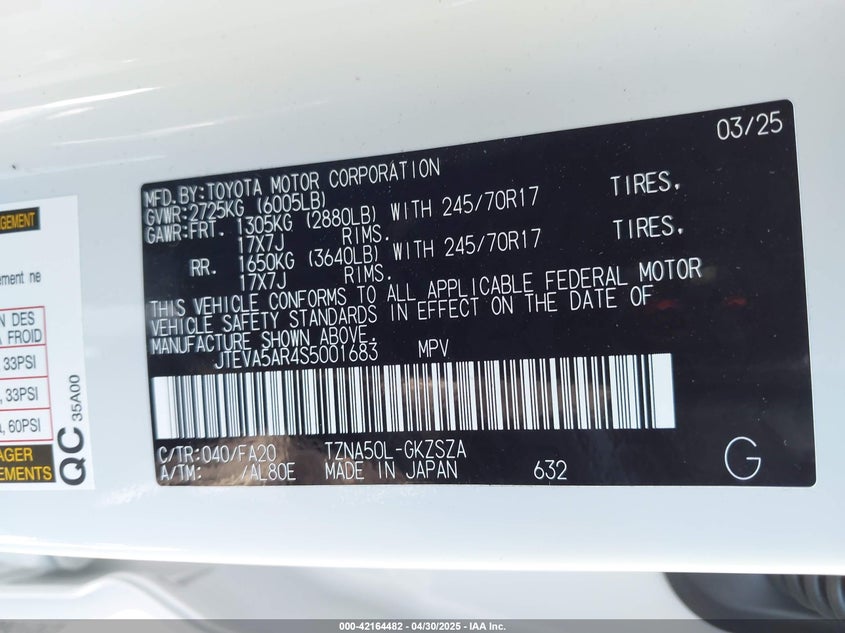 03/25
MFD.BY:TOYOTA MOTOR CORPORATION
GVWR:2725KG (6005LB)
GAWR:FRT. 1305KG (2880LB) WITH 245/70R17 TIRES,
17X7J RIMS.
RR. 1650KG (3640LB) WITH 245/70R17 TIRES,
17X7J RIMS.
THIS VEHICLE CONFORMS TO ALL APPLICABLE FEDERAL MOTOR
VEHICLE SAFETY STANDARDS IN EFFECT ON THE DATE OF
MANUFACTURE SHOWN ABOVE.
JTEVA5AR4S5001683 MPV
C/TR:040/FA20 TZNA50L-GKZSZA
A/TM: /AL80E MADE IN JAPAN 632
G
AGEMENT
ement ne
N DES
A FROID
33PSI
, 33PSI
a, 60PSI
AGER
EMENTS
QC 35A00
000-42164482 - 04/30/2025 - IAA Inc.